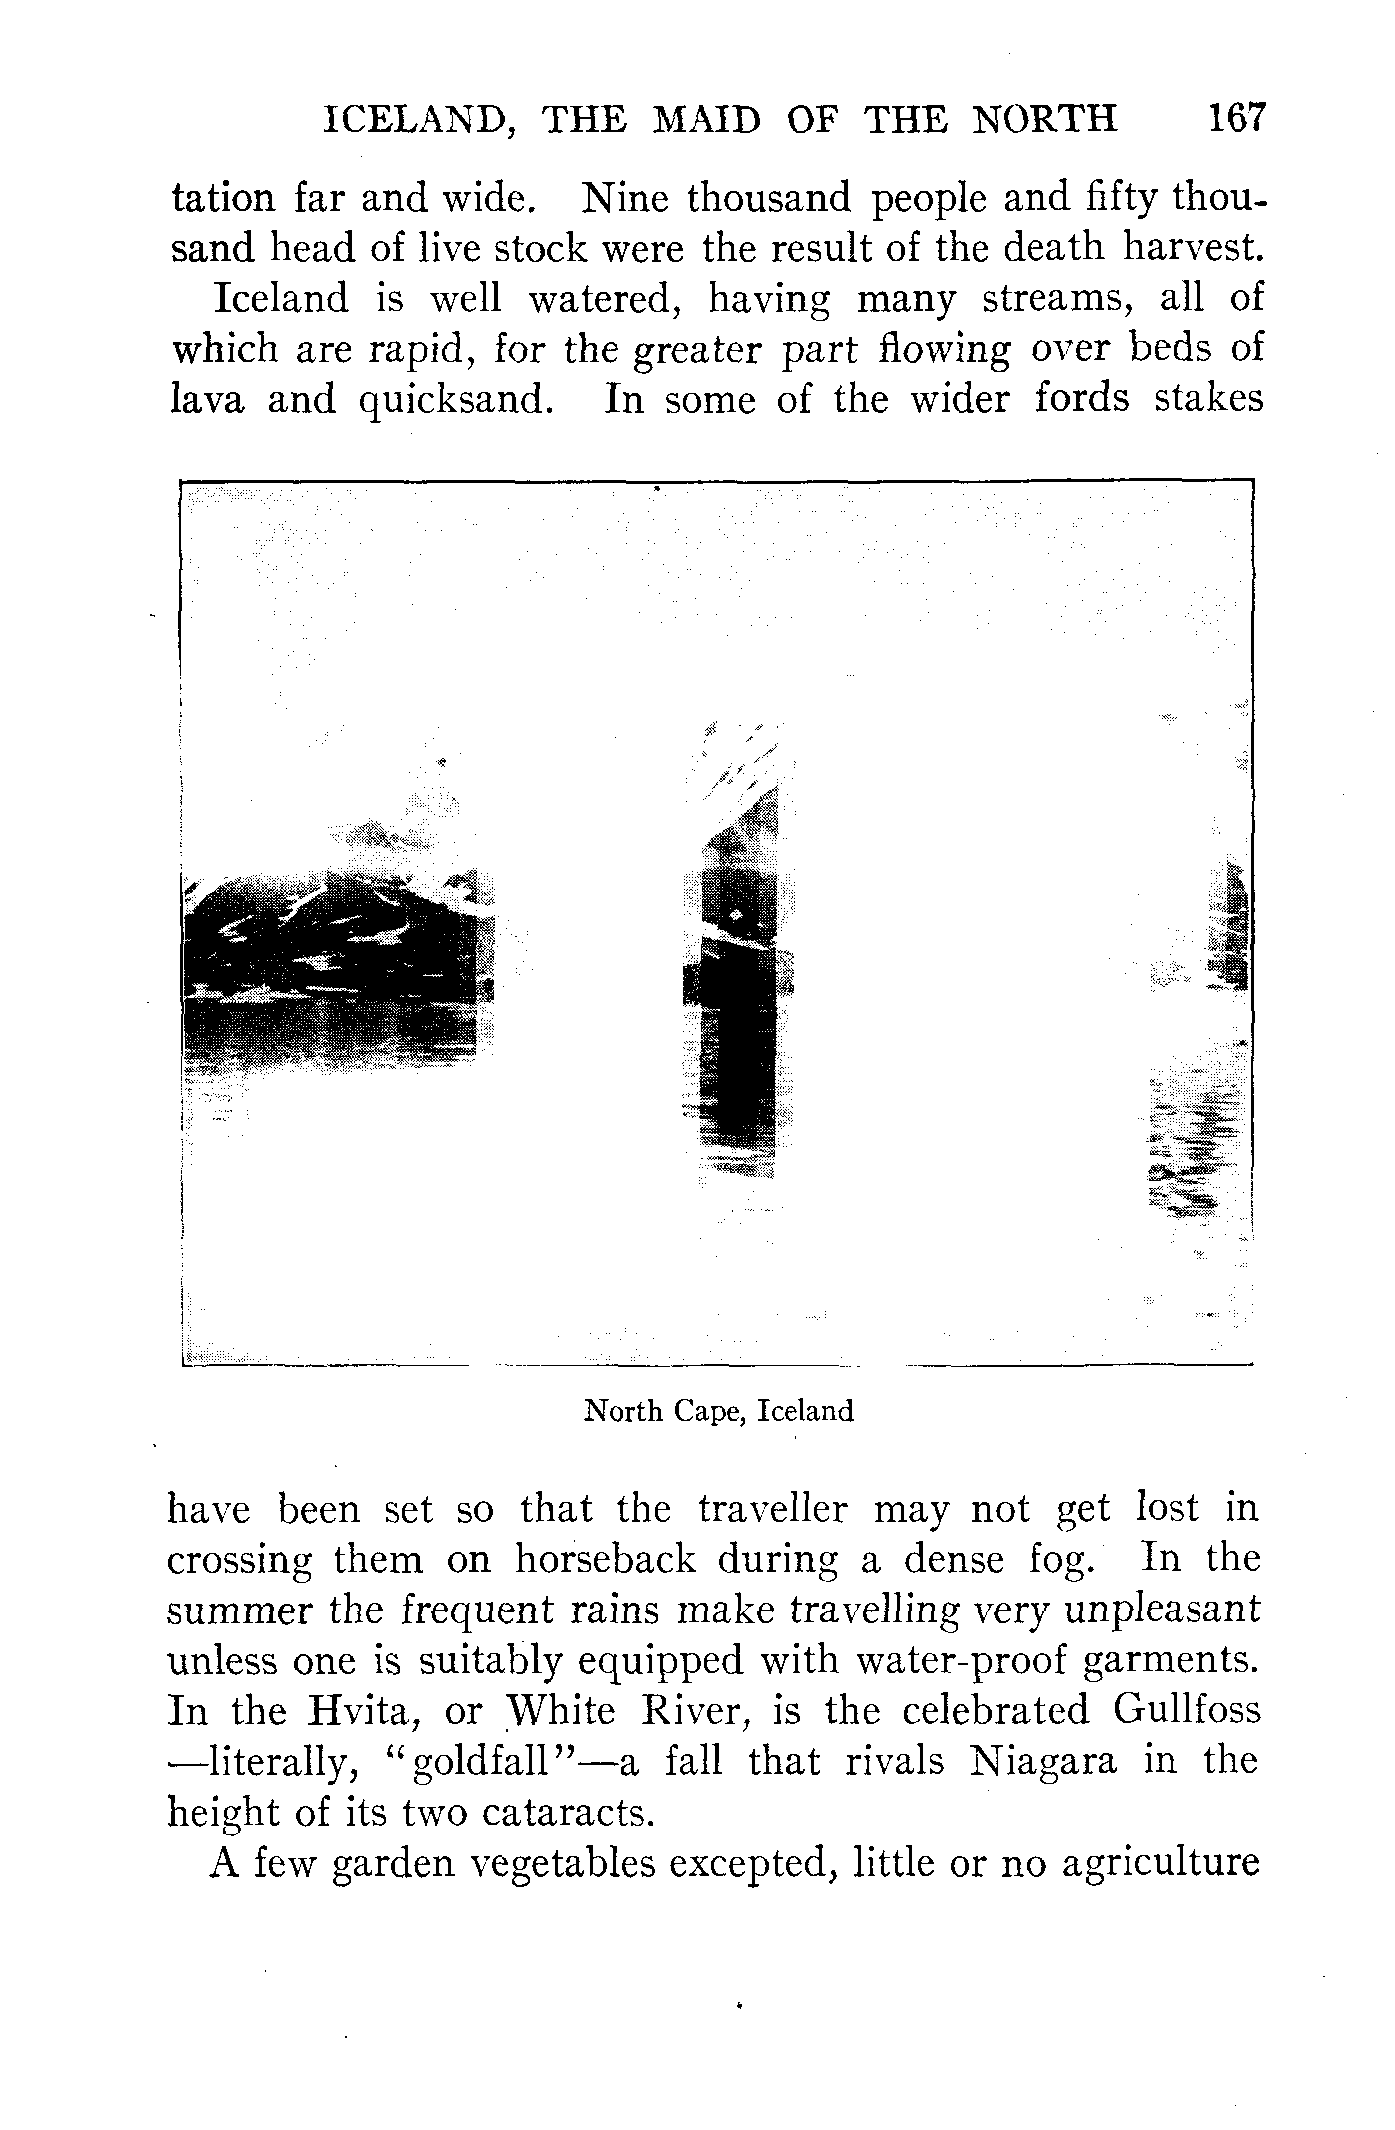 ICELAND, THE MAID OF THE NORTH 167
tation far and wide. Nine thousand people and fifty thou-
sand head of live stock were the result of the death harvest.
Iceland is well watered, having many streams, all of
which are rapid, for the greater part flowing over beds of
lava and quicksand. In some of the wider fords stakes
North Cape, Iceland
have been set so that the traveller may not get lost in
crossing them on horseback during a dense fog. In the
summer the frequent rains make travelling very unpleasant
unless one is suitably equipped with water-proof garments.
In the Hvita, or White River, is the celebrated Gullfoss
—literally, “goldfall”—a fall that rivals Niagara in the
height of its two cataracts.
A few garden vegetables excepted, little or no agriculture